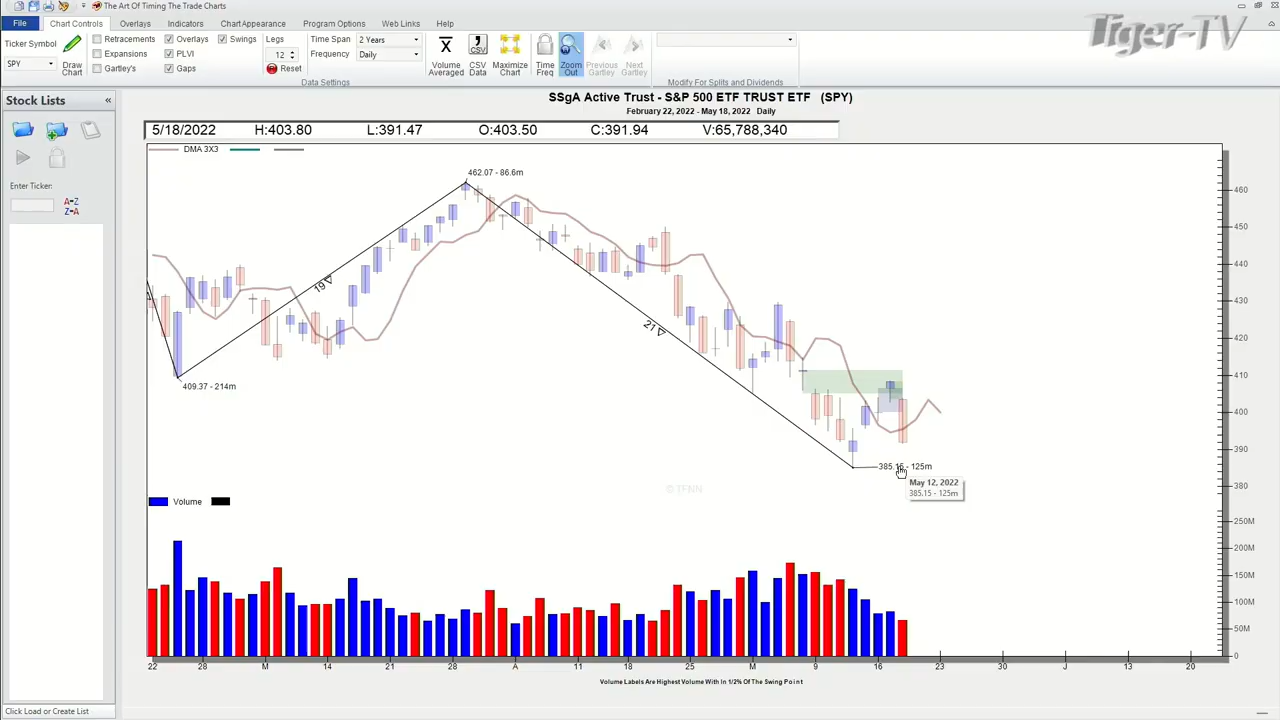 The Art Of Timing The Trade Charts
File Chart Controls Overlays Indicators Chart Appearance Program Options Web Links Help
Tiger-TV
Ticker Symbol
SPY
Draw Chart
Retracements Overlays Swings
Expansions PLVI
Gartley's Gaps
Legs
12
Reset
Time Span 2 Years
Frequency Daily
Data Settings
Volume Averaged
CSV Data
Maximize Chart
Time Freq
Zoom Out
Previous Gartley
Next Gartley
Modify For Splits and Dividends
Stock Lists «
Enter Ticker:
A-Z
Z-A
Click Load or Create List
SSgA Active Trust - S&P 500 ETF TRUST ETF (SPY)
February 22, 2022 - May 18, 2022 Daily
5/18/2022 H:403.80 L:391.47 O:403.50 C:391.94 V:65,788,340
DMA 3X3
462.07 - 86.6m
19
409.37 - 214m
21
385.15 - 125m
May 12, 2022
385.15 - 125m
© TFNN
460
450
440
430
420
410
400
390
380
Volume
250M
200M
150M
100M
50M
0
22 28 M 14 21 28 A 11 18 25 M 9 16 23 30 J 13 20
Volume Labels Are Highest Volume With In 1/2% Of The Swing Point